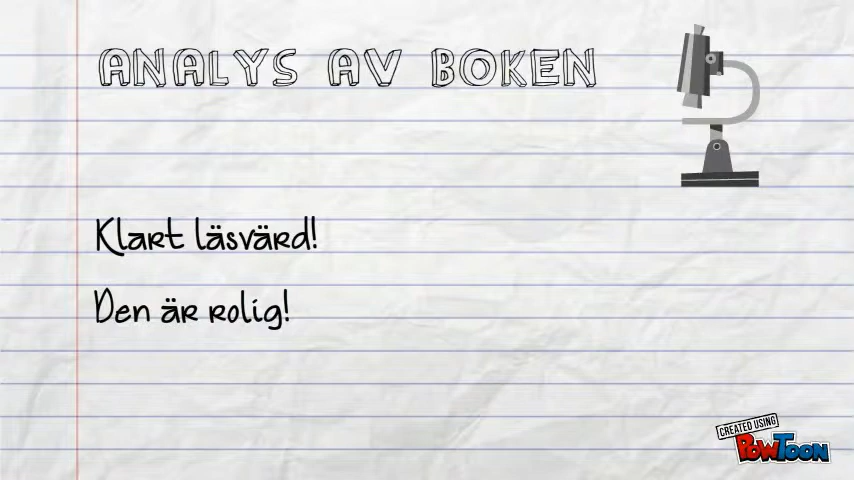 ANALYS AV BOKEN
Klart läsvärd!
Den är rolig!
CREATED USING
POWTOON